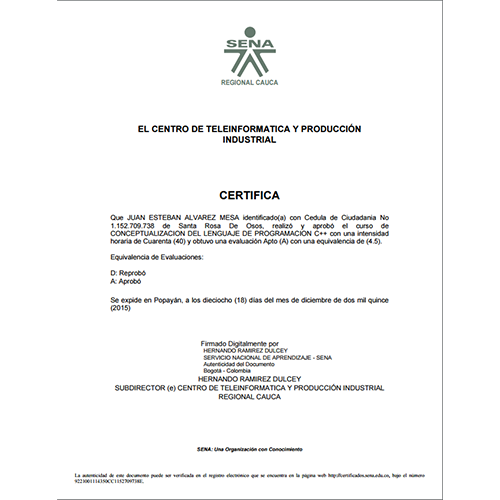 SENA
REGIONAL CAUCA
EL CENTRO DE TELEINFORMATICA Y PRODUCCIÓN
INDUSTRIAL
CERTIFICA
Que JUAN ESTEBAN ALVAREZ MESA identificado(a) con Cedula de Ciudadania No
1.152.709.738 de Santa Rosa De Osos, realizó y aprobó el curso de
CONCEPTUALIZACION DEL LENGUAJE DE PROGRAMACION C++ con una intensidad
horaria de Cuarenta (40) y obtuvo una evaluación Apto (A) con una equivalencia de (4.5).
Equivalencia de Evaluaciones:
D: Reprobó
A: Aprobó
Se expide en Popayán, a los dieciocho (18) días del mes de diciembre de dos mil quince
(2015)
Firmado Digitalmente por
HERNANDO RAMIREZ DULCEY
SERVICIO NACIONAL DE APRENDIZAJE - SENA
Autenticidad del Documento
Bogotá - Colombia
HERNANDO RAMIREZ DULCEY
SUBDIRECTOR (e) CENTRO DE TELEINFORMATICA Y PRODUCCIÓN INDUSTRIAL
REGIONAL CAUCA
SENA: Una Organización con Conocimiento
La autenticidad de este documento puede ser verificada en el registro electrónico que se encuentra en la página web http://certificados.sena.edu.co, bajo el número
9221001114350CC1152709738E.